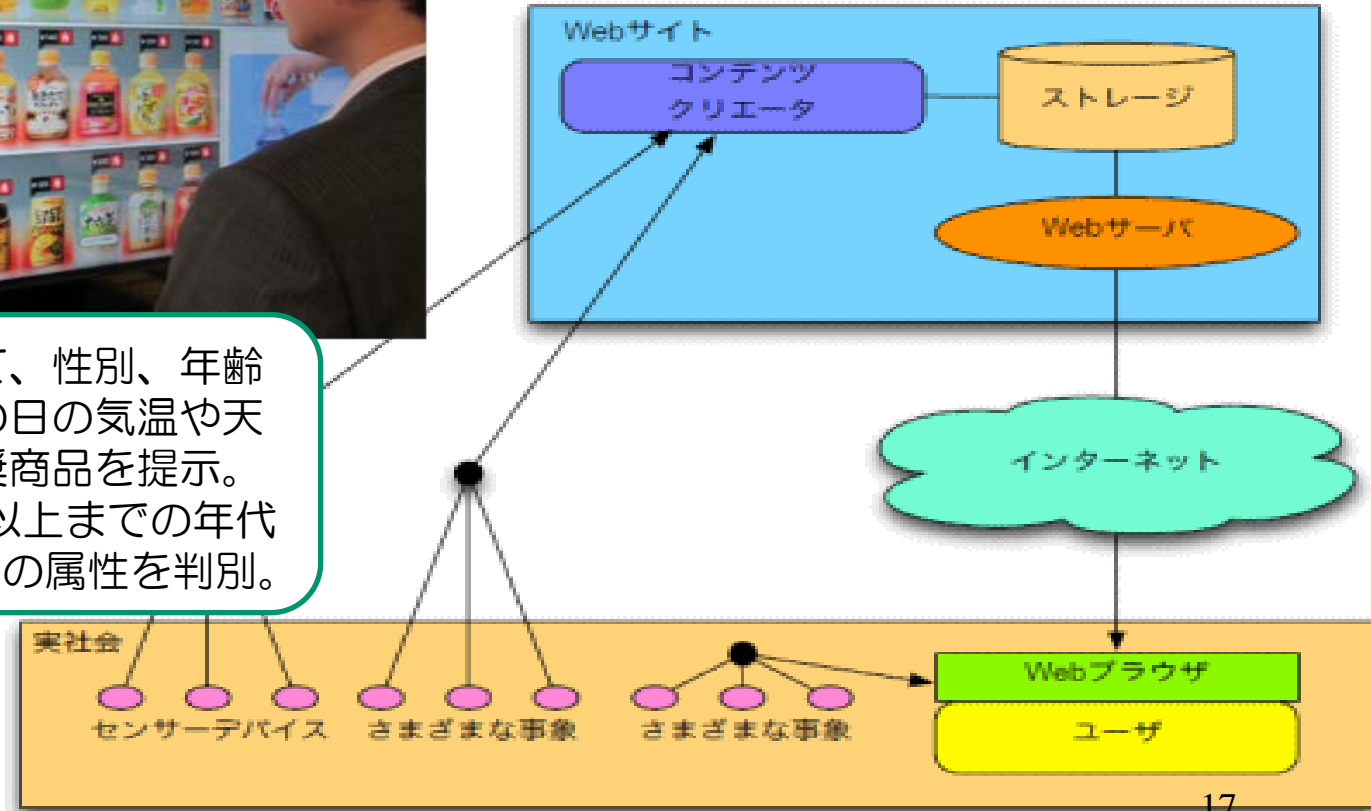 Webサイト
コンテンツ
クリエータ
ストレージ
Webサーバ
て、性別、年齢
の日の気温や天
奨商品を提示。
以上までの年代
の属性を判別。
インターネット
実社会
センサーデバイス
さまざまな事象
さまざまな事象
Webブラウザ
ユーザ
17